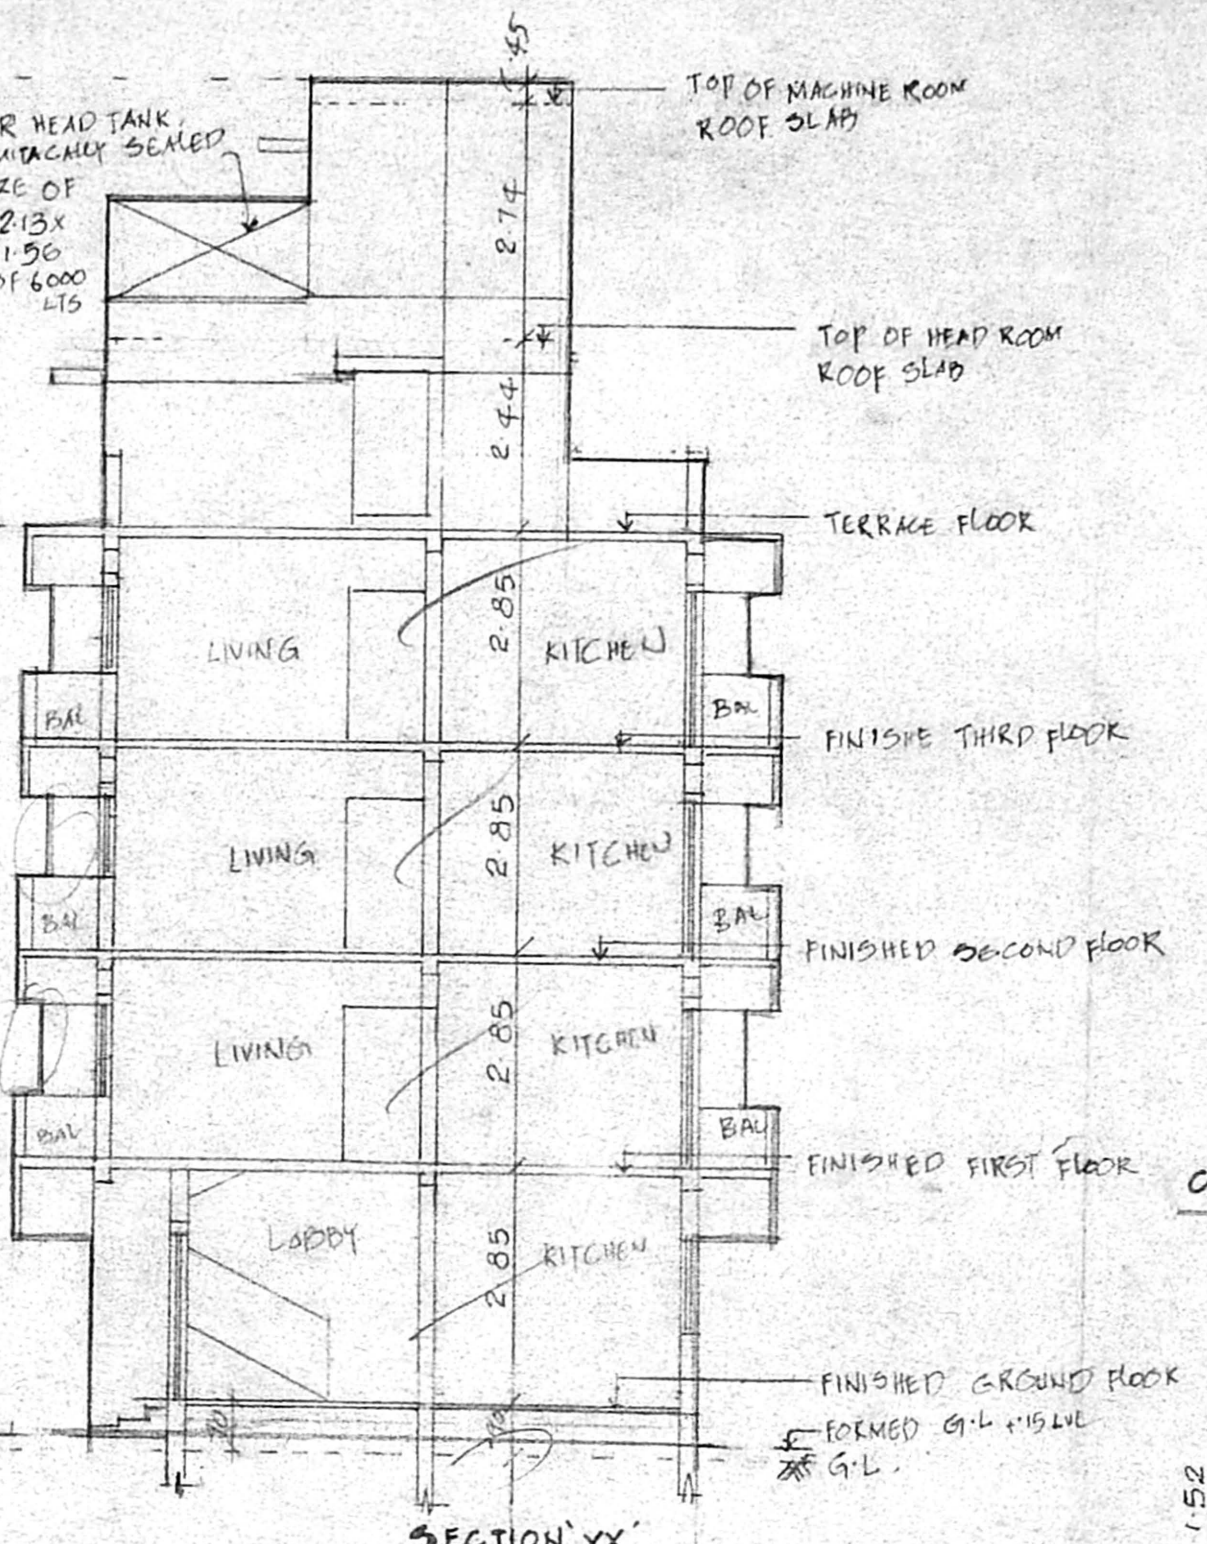 .45
TOP OF MACHINE ROOM
ROOF SLAB
R HEAD TANK,
MITACALLY SEALED
ZE OF
2.13X
1.56
OF 6000
LTS
2.74
TOP OF HEAD ROOM
ROOF SLAB
2.44
TERRACE FLOOR
2.85
LIVING
KITCHEN
BAL
BAL
FINISHE THIRD FLOOR
2.85
LIVING
KITCHEN
BAL
BAL
FINISHED SECOND FLOOR
2.85
LIVING
KITCHEN
BAL
BAL
FINISHED FIRST FLOOR
LOBBY
2.85
KITCHEN
FINISHED GROUND FLOOR
FORMED G.L +.15 LVL
G.L.
1.52
SECTION 'XX'